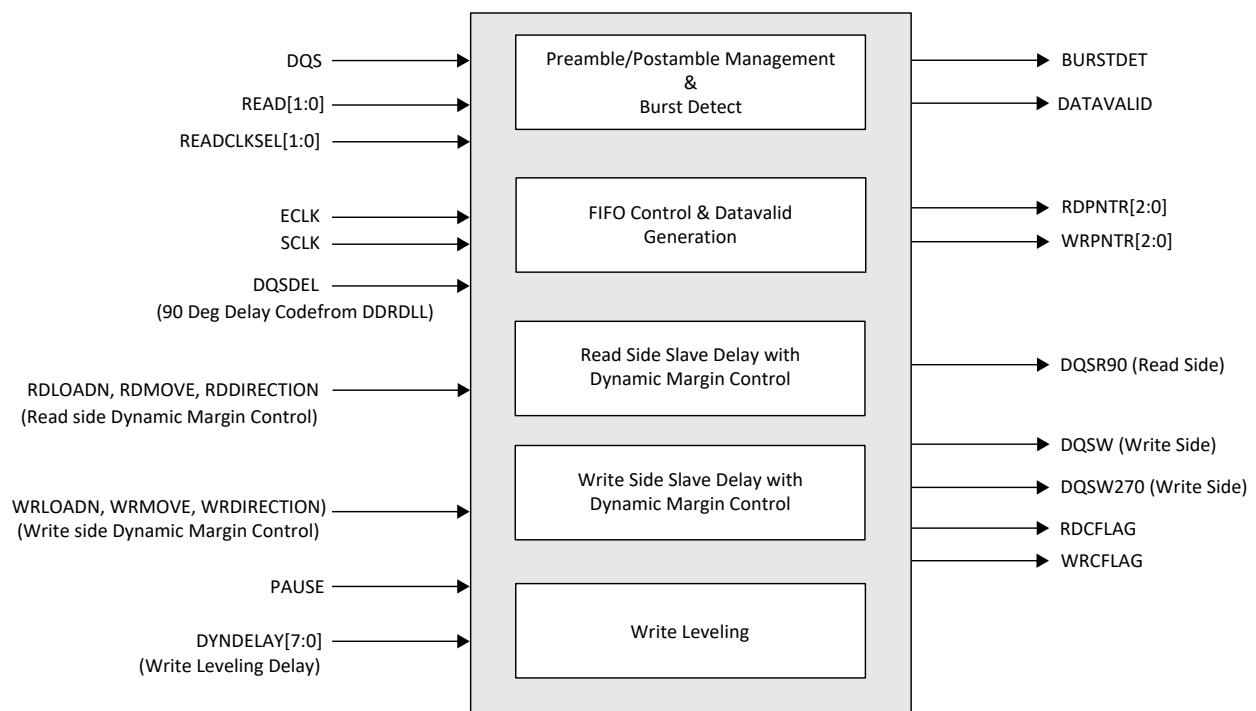 DQS
READ[1:0]
READCLKSEL[1:0]
ECLK
SCLK
DQSDEL
(90 Deg Delay Codefrom DDRDLL)
RDLOADN, RDMOVE, RDDIRECTION
(Read side Dynamic Margin Control)
WRLOADN, WRMOVE, WRDIRECTION)
(Write side Dynamic Margin Control)
PAUSE
DYNDELAY[7:0]
(Write Leveling Delay)
Preamble/Postamble Management
&
Burst Detect
FIFO Control & Datavalid
Generation
Read Side Slave Delay with
Dynamic Margin Control
Write Side Slave Delay with
Dynamic Margin Control
Write Leveling
BURSTDET
DATAVALID
RDPNTR[2:0]
WRPNTR[2:0]
DQSR90 (Read Side)
DQSW (Write Side)
DQSW270 (Write Side)
RDCFLAG
WRCFLAG